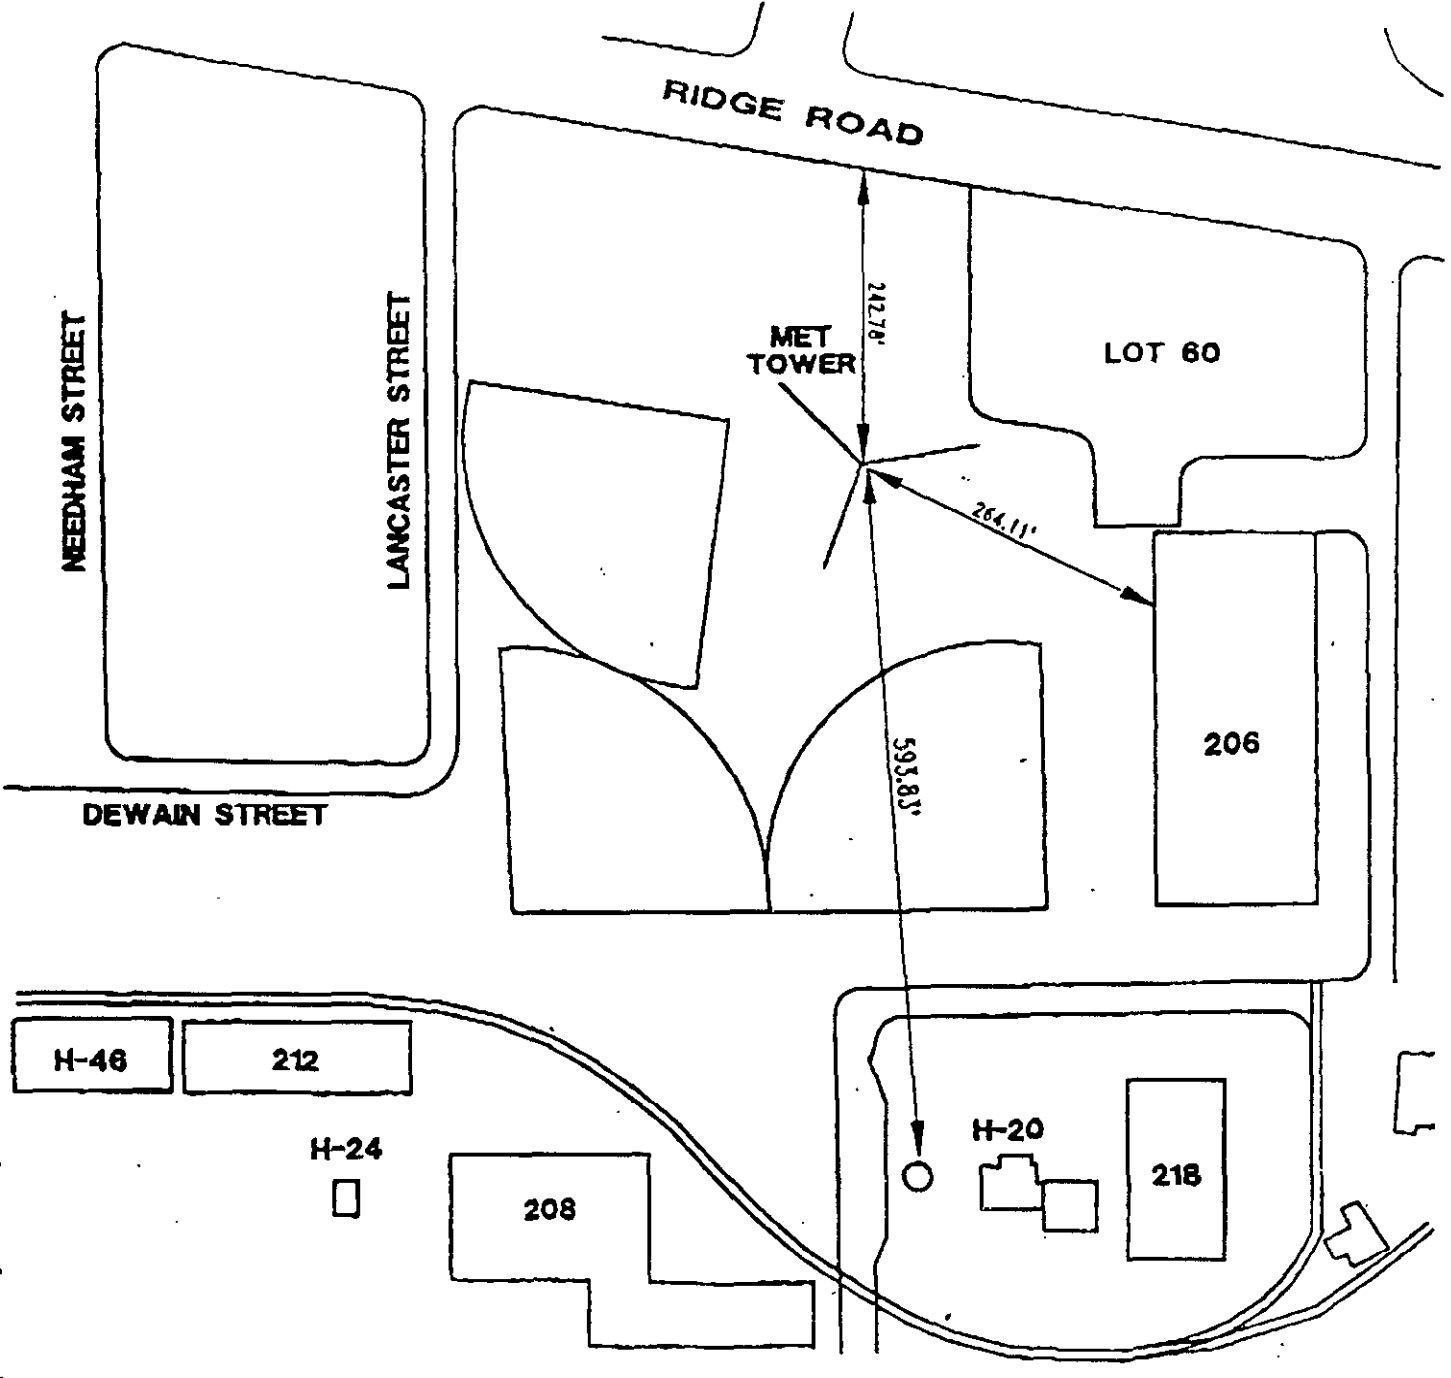 RIDGE ROAD
242.78'
MET
TOWER
LOT 60
NEEDHAM STREET
LANCASTER STREET
264.11'
206
593.83'
DEWAIN STREET
H-46
212
H-24
H-20
218
208